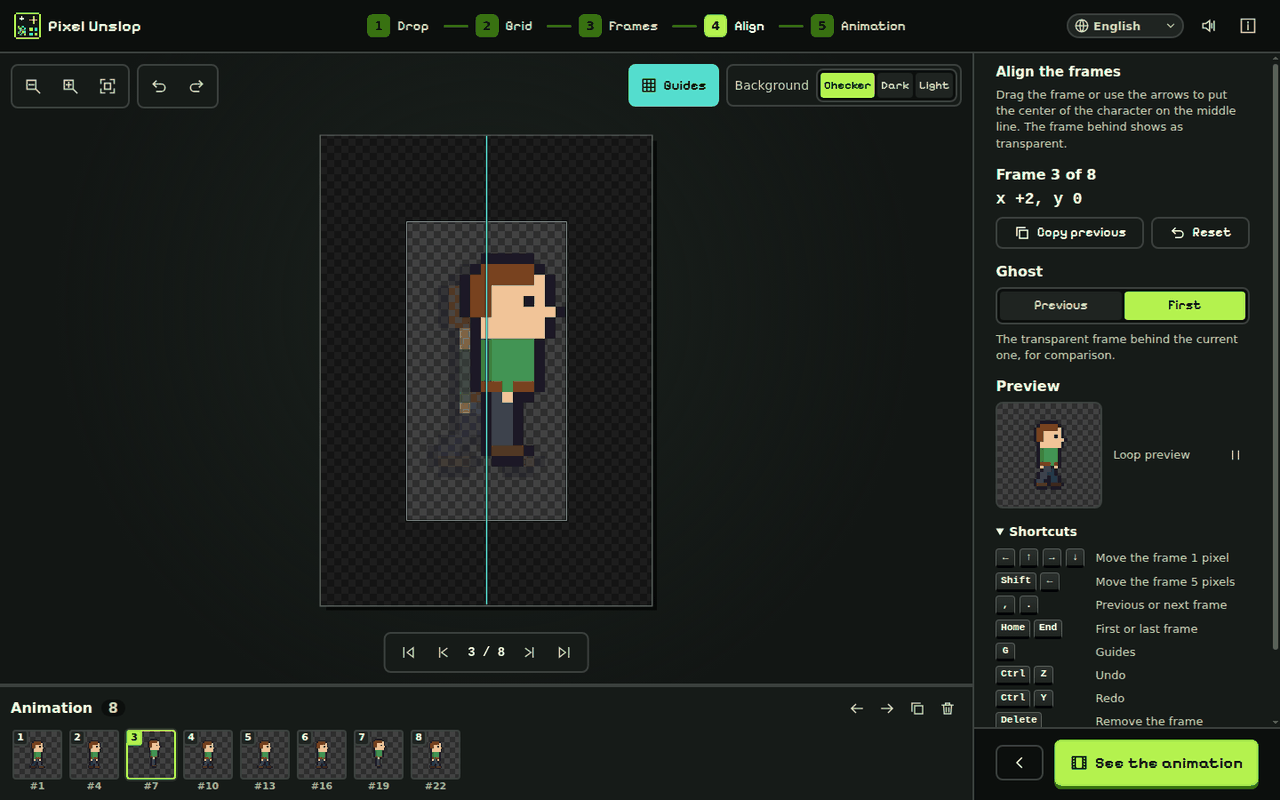 Pixel Unslop
1 Drop
2 Grid
3 Frames
4 Align
5 Animation
English
Guides
Background
Checker
Dark
Light
Align the frames
Drag the frame or use the arrows to put
the center of the character on the middle
line. The frame behind shows as
transparent.
Frame 3 of 8
x +2, y 0
Copy previous
Reset
Ghost
Previous
First
The transparent frame behind the current
one, for comparison.
Preview
Loop preview
▼ Shortcuts
← ↑ → ↓ Move the frame 1 pixel
Shift ← Move the frame 5 pixels
, . Previous or next frame
Home End First or last frame
G Guides
Ctrl Z Undo
Ctrl Y Redo
Delete Remove the frame
3 / 8
Animation 8
1 2 3 4 5 6 7 8
#1 #4 #7 #10 #13 #16 #19 #22
See the animation